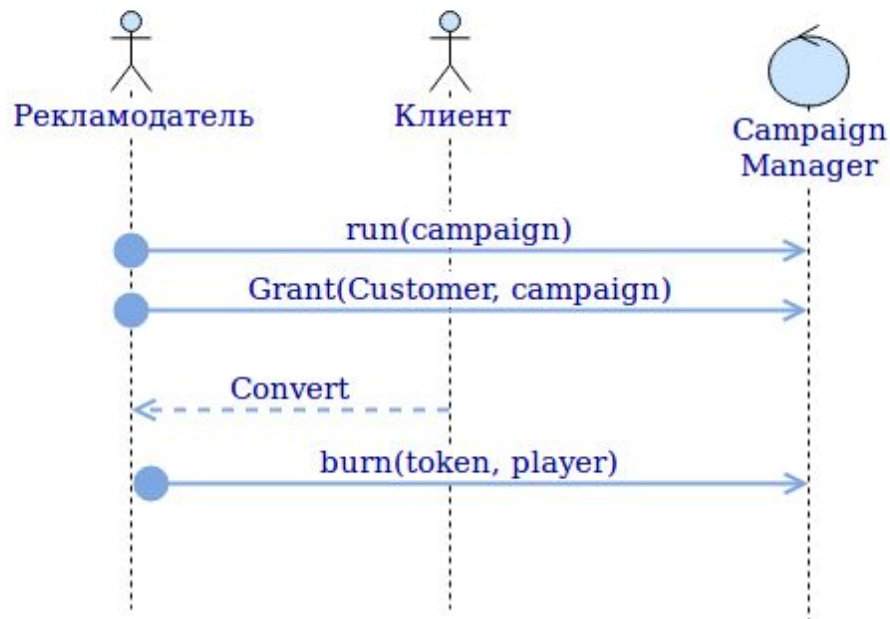 Рекламодатель
Клиент
Campaign
Manager
run(campaign)
Grant(Customer, campaign)
Convert
burn(token, player)